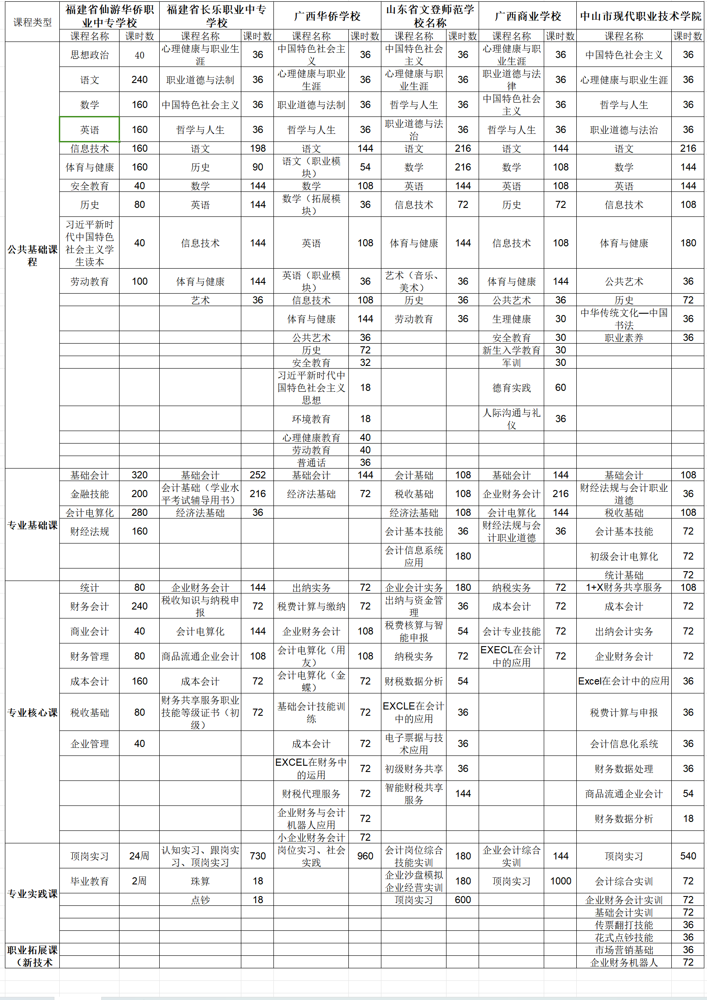 课程类型 福建省仙游华侨职业中专学校 福建省长乐职业中专学校 广西华侨学校 山东省文登师范学校名称 广西商业学校 中山市现代职业技术学院
课程名称 课时数 课程名称 课时数 课程名称 课时数 课程名称 课时数 课程名称 课时数 课程名称 课时数
公共基础课程
思想政治 40 心理健康与职业生涯 36 中国特色社会主义 36 中国特色社会主义 36 心理健康与职业生涯 36 中国特色社会主义 36
语文 240 职业道德与法制 36 心理健康与职业生涯 36 心理健康与职业生涯 36 职业道德与法律 36 心理健康与职业生涯 36
数学 160 中国特色社会主义 36 职业道德与法制 36 哲学与人生 36 中国特色社会主义 36 哲学与人生 36
英语 160 哲学与人生 36 哲学与人生 36 职业道德与法治 36 哲学与人生 36 职业道德与法治 36
信息技术 160 语文 198 语文 144 语文 216 语文 144 语文 216
体育与健康 160 历史 90 语文（职业模块） 54 数学 216 数学 108 数学 144
安全教育 40 数学 144 数学 108 英语 144 英语 108 英语 144
历史 80 英语 144 数学（拓展模块） 36 信息技术 72 历史 72 信息技术 108
习近平新时代中国特色社会主义学生读本 40 信息技术 144 英语 108 体育与健康 144 信息技术 108 体育与健康 180
劳动教育 100 体育与健康 144 英语（职业模块） 36 艺术（音乐、美术） 36 体育与健康 144 公共艺术 36
艺术 36 信息技术 108 历史 36 公共艺术 36 历史 72
体育与健康 144 劳动教育 36 生理健康 30 中华传统文化—中国书法 36
公共艺术 36 安全教育 30 职业素养 36
历史 72 新生入学教育 30
安全教育 32 军训 30
习近平新时代中国特色社会主义思想 18 德育实践 60
环境教育 18 人际沟通与礼仪 36
心理健康教育 40
劳动教育 40
普通话 36
专业基础课
基础会计 320 基础会计 252 基础会计 144 会计基础 108 基础会计 144 基础会计 108
金融技能 200 会计基础（学业水平考试辅导用书） 216 经济法基础 72 税收基础 108 企业财务会计 216 财经法规与会计职业道德 36
会计电算化 280 经济法基础 36 经济法基础 108 会计电算化 144 税收基础 108
财经法规 160 会计基本技能 36 财经法规与会计职业道德 36 会计基本技能 72
会计信息系统应用 180 初级会计电算化 72
统计基础 72
专业核心课
统计 80 企业财务会计 144 出纳实务 72 企业会计实务 180 纳税实务 72 1+X财务共享服务 108
财务会计 240 税收知识与纳税申报 72 税费计算与缴纳 72 出纳与资金管理 36 成本会计 72 成本会计 72
商业会计 40 会计电算化 144 企业财务会计 108 税费核算与智能申报 54 会计专业技能 72 出纳会计实务 72
财务管理 80 商品流通企业会计 108 会计电算化（用友） 108 纳税实务 72 EXECL在会计中的应用 72 企业财务会计 72
成本会计 160 成本会计 72 会计电算化（金蝶） 72 财税数据分析 54 Excel在会计中的应用 36
税收基础 80 财务共享服务职业技能等级证书（初级） 72 基础会计技能训练 72 EXCLE在会计中的应用 36 税费计算与申报 36
企业管理 40 成本会计 72 电子票据与技术应用 36 会计信息化系统 36
EXCEL在财务中的运用 72 初级财务共享 36 财务数据处理 36
财税代理服务 72 智能财税共享服务 144 商品流通企业会计 54
企业财务与会计机器人应用 72 财务数据分析 18
小企业财务会计 72
专业实践课
顶岗实习 24周 认知实习、跟岗实习、顶岗实习 730 岗位实习、社会实践 960 会计岗位综合技能实训 180 企业会计综合实训 144 顶岗实习 540
毕业教育 2周 珠算 18 企业沙盘模拟企业经营实训 180 顶岗实习 1000 会计综合实训 72
点钞 18 顶岗实习 600 企业财务会计实训 72
基础会计实训 72
传票翻打技能 36
花式点钞技能 36
职业拓展课（新技术
市场营销基础 36
企业财务机器人 72